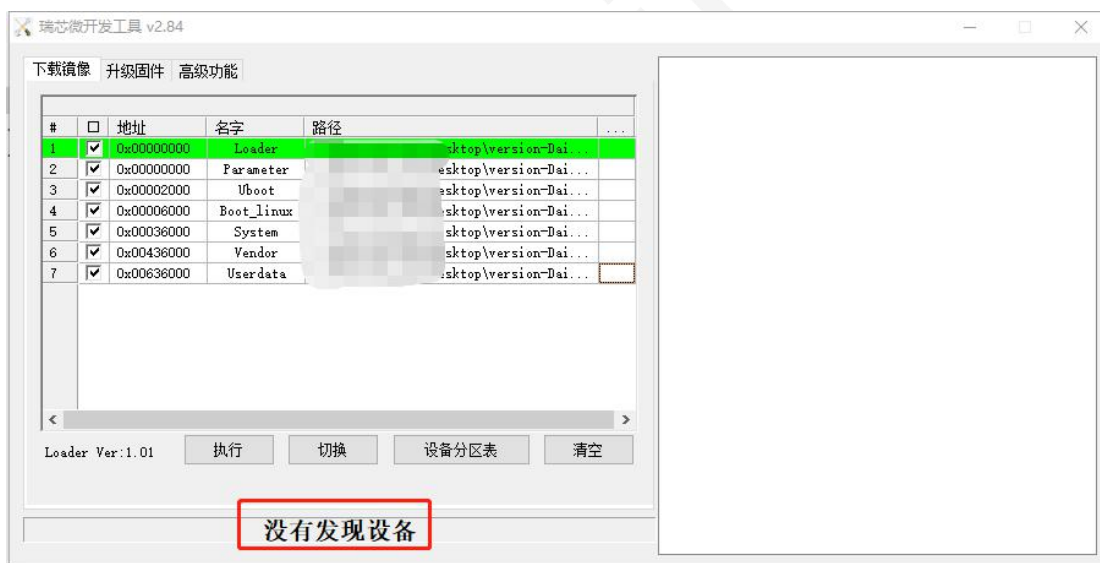 瑞芯微开发工具 v2.84
下载镜像 升级固件 高级功能
# 地址 名字 路径 ...
1 0x00000000 Loader sktop\version-Dai...
2 0x00000000 Parameter esktop\version-Dai...
3 0x00002000 Uboot esktop\version-Dai...
4 0x00006000 Boot_linux sktop\version-Dai...
5 0x00036000 System sktop\version-Dai...
6 0x00436000 Vendor sktop\version-Dai...
7 0x00636000 Userdata sktop\version-Dai...
Loader Ver:1.01 执行 切换 设备分区表 清空
没有发现设备